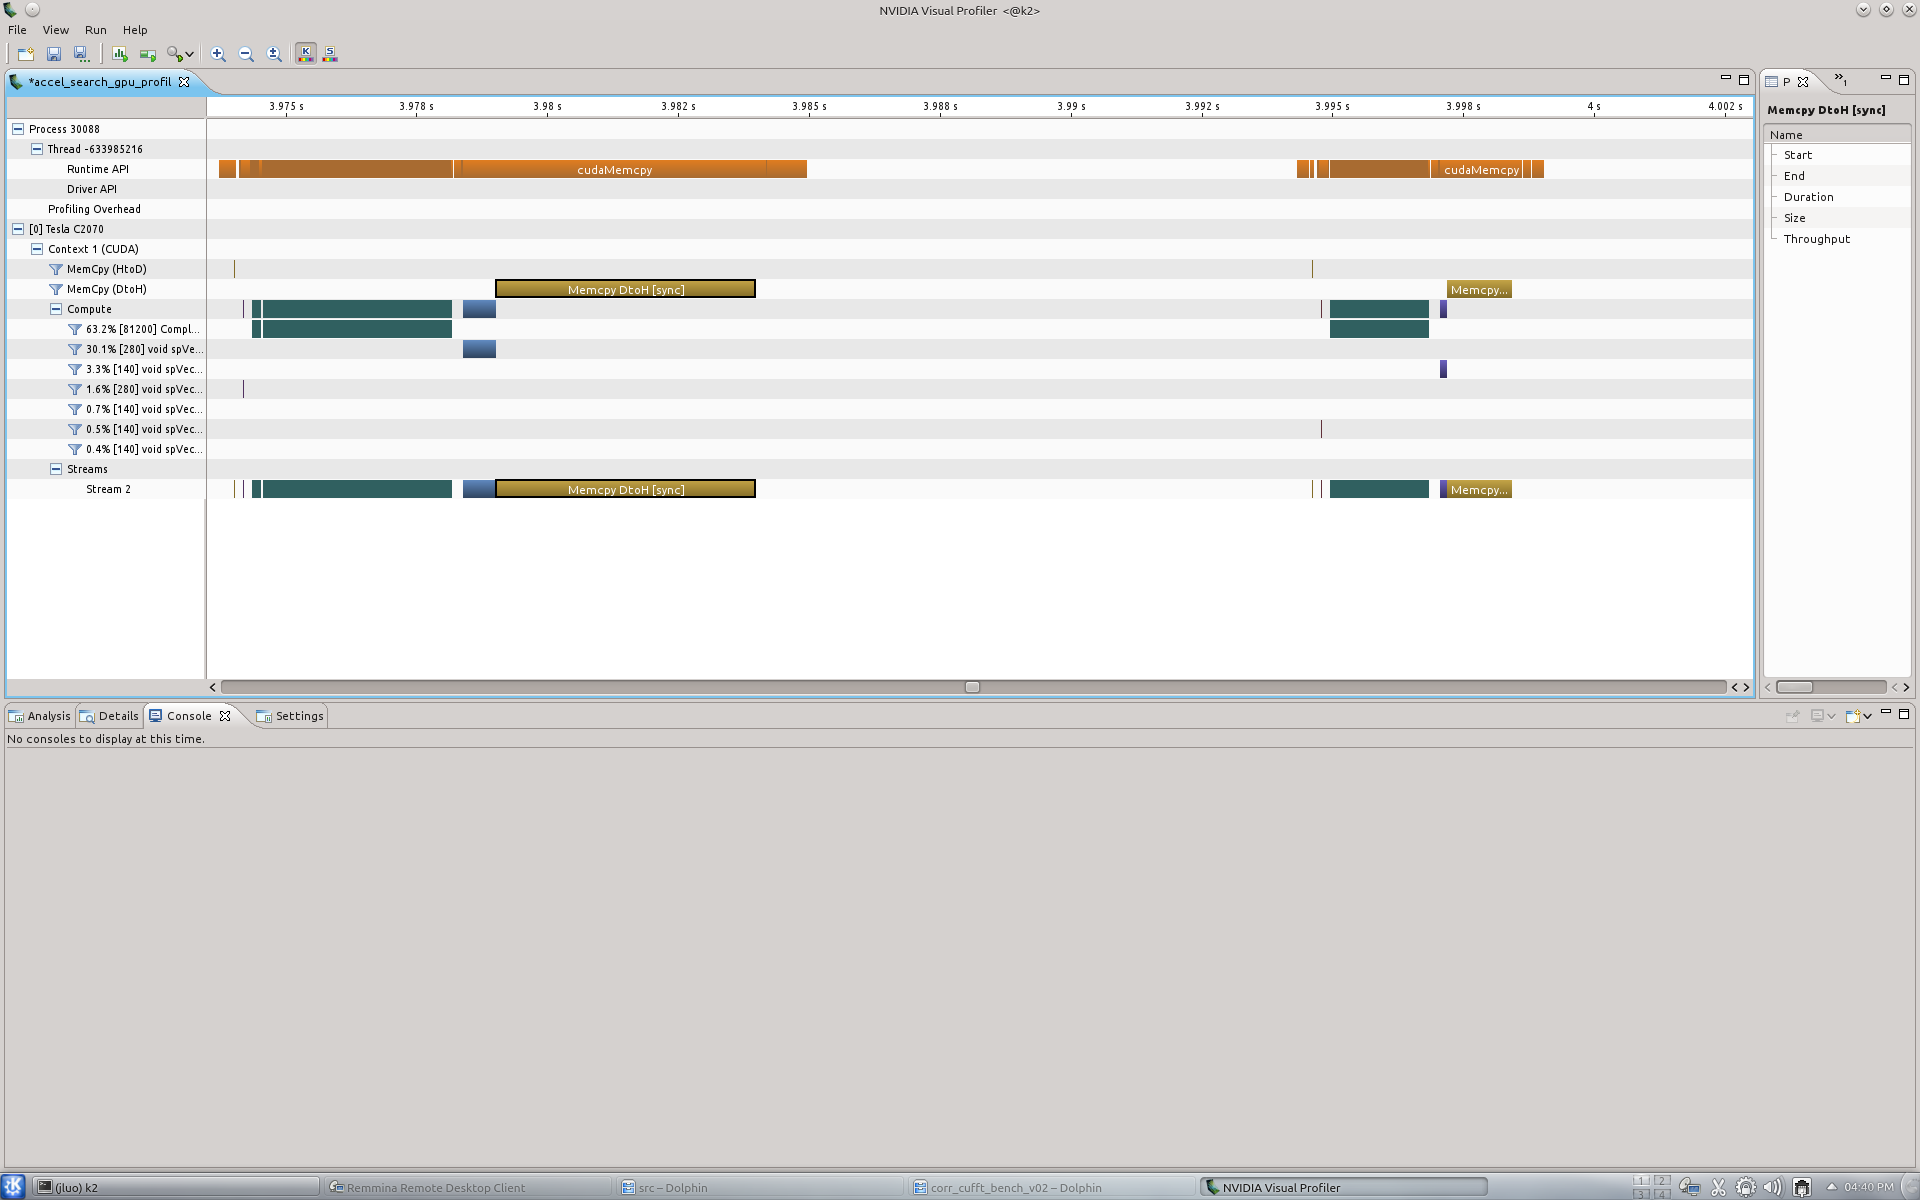 NVIDIA Visual Profiler <@k2>
File View Run Help
K S
*accel_search_gpu_profil
P
1
3.975 s 3.978 s 3.98 s 3.982 s 3.985 s 3.988 s 3.99 s 3.992 s 3.995 s 3.998 s 4 s 4.002 s
Memcpy DtoH [sync]
Name
Start
End
Duration
Size
Throughput
Process 30088
Thread -633985216
Runtime API cudaMemcpy cudaMemcpy
Driver API
Profiling Overhead
[0] Tesla C2070
Context 1 (CUDA)
MemCpy (HtoD)
MemCpy (DtoH) Memcpy DtoH [sync] Memcpy...
Compute
63.2% [81200] Compl...
30.1% [280] void spVe...
3.3% [140] void spVec...
1.6% [280] void spVec...
0.7% [140] void spVec...
0.5% [140] void spVec...
0.4% [140] void spVec...
Streams
Stream 2 Memcpy DtoH [sync] Memcpy...
Analysis Details Console Settings
No consoles to display at this time.
(jluo) k2 Remmina Remote Desktop Client src – Dolphin corr_cufft_bench_v02 – Dolphin NVIDIA Visual Profiler 1 2 3 4 04:40 PM